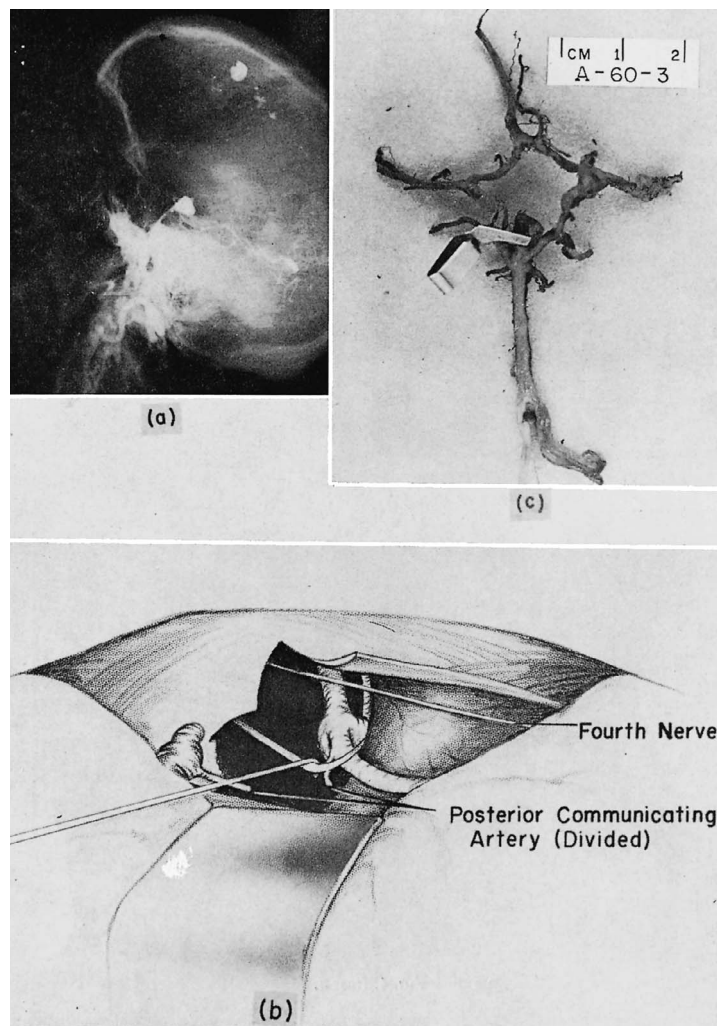 CM 1 2
A-60-3
(a)
(c)
Fourth Nerve
Posterior Communicating
Artery (Divided)
(b)